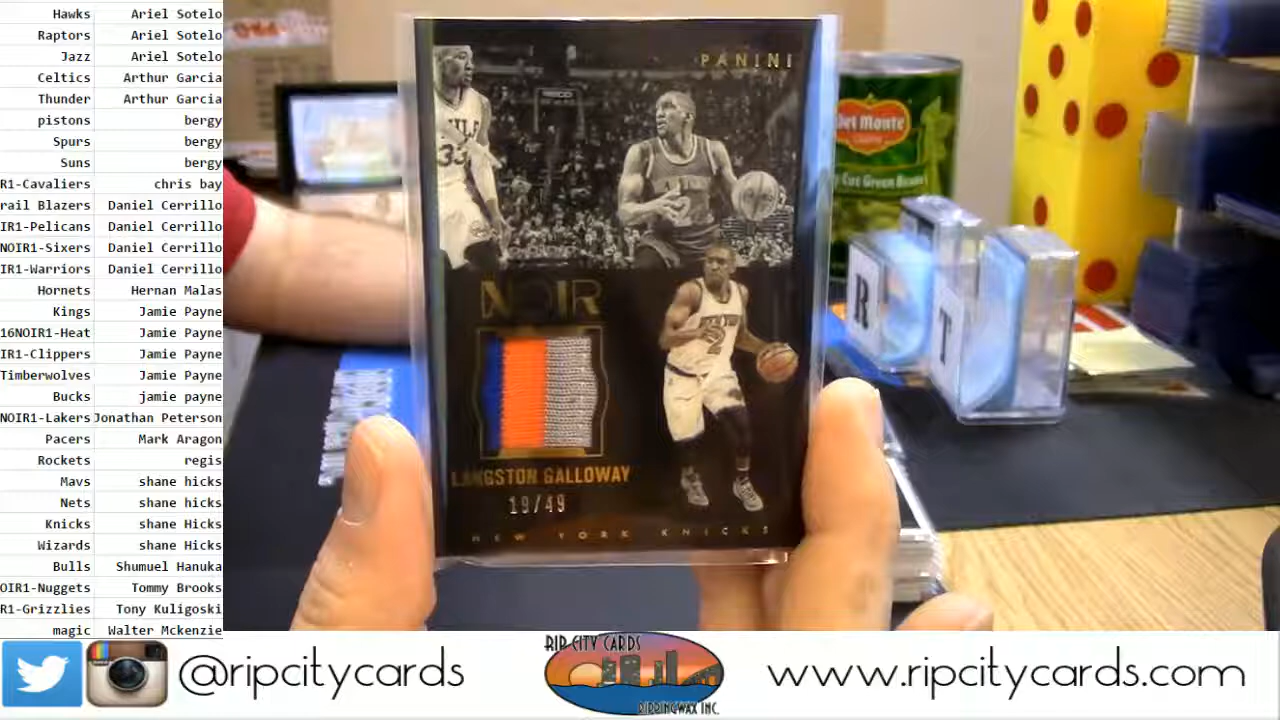 Hawks Ariel Sotelo
Raptors Ariel Sotelo
Jazz Ariel Sotelo
Celtics Arthur Garcia
Thunder Arthur Garcia
pistons bergy
Spurs bergy
Suns bergy
R1-Cavaliers chris bay
rail Blazers Daniel Cerrillo
IR1-Pelicans Daniel Cerrillo
NOIR1-Sixers Daniel Cerrillo
IR1-Warriors Daniel Cerrillo
Hornets Hernan Malas
Kings Jamie Payne
16NOIR1-Heat Jamie Payne
IR1-Clippers Jamie Payne
Timberwolves Jamie Payne
Bucks jamie payne
NOIR1-Lakers Jonathan Peterson
Pacers Mark Aragon
Rockets regis
Mavs shane hicks
Nets shane hicks
Knicks shane Hicks
Wizards shane Hicks
Bulls Shumuel Hanuka
OIR1-Nuggets Tommy Brooks
R1-Grizzlies Tony Kuligoski
magic Walter Mckenzie
PANINI
33
NOIR
2
LANGSTON GALLOWAY
19/49
NEW YORK KNICKS
Del Monte
Cut Green Beans
R
T
@ripcitycards
RIP CITY CARDS
RIPPINGWAX INC.
www.ripcitycards.com